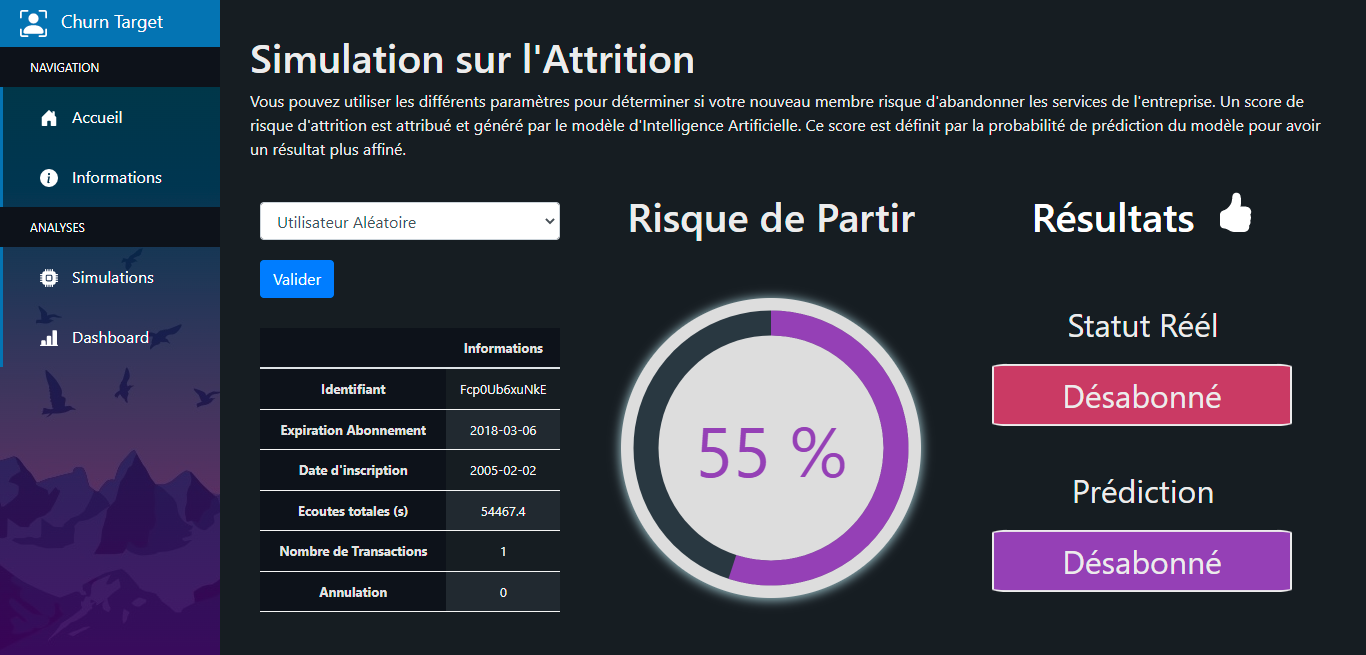 Churn Target
NAVIGATION
Accueil
Informations
ANALYSES
Simulations
Dashboard
Simulation sur l'Attrition
Vous pouvez utiliser les différents paramètres pour déterminer si votre nouveau membre risque d'abandonner les services de l'entreprise. Un score de
risque d'attrition est attribué et généré par le modèle d'Intelligence Artificielle. Ce score est définit par la probabilité de prédiction du modèle pour avoir
un résultat plus affiné.
Utilisateur Aléatoire
Valider
Informations
Identifiant Fcp0Ub6xuNkE
Expiration Abonnement 2018-03-06
Date d'inscription 2005-02-02
Ecoutes totales (s) 54467.4
Nombre de Transactions 1
Annulation 0
Risque de Partir
55 %
Résultats
Statut Réél
Désabonné
Prédiction
Désabonné